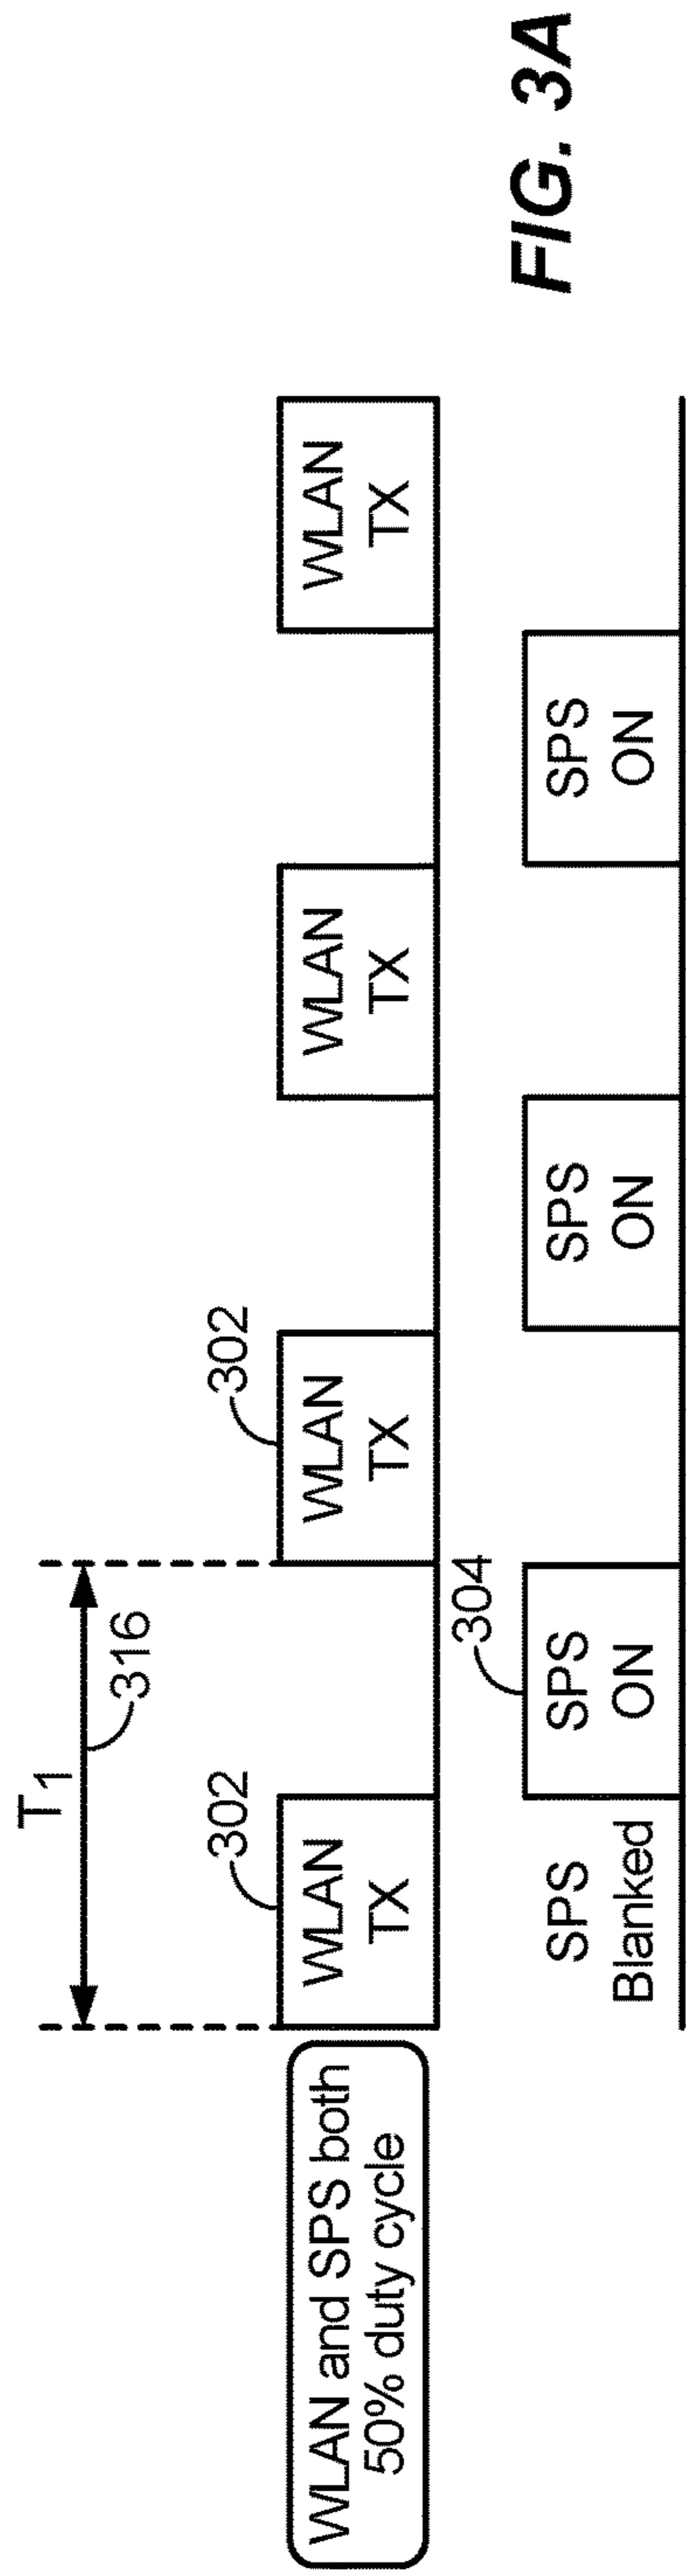 T1
316
302
302
WLAN and SPS both
50% duty cycle
WLAN
TX
WLAN
TX
WLAN
TX
WLAN
TX
304
SPS
Blanked
SPS
ON
SPS
ON
SPS
ON
FIG. 3A